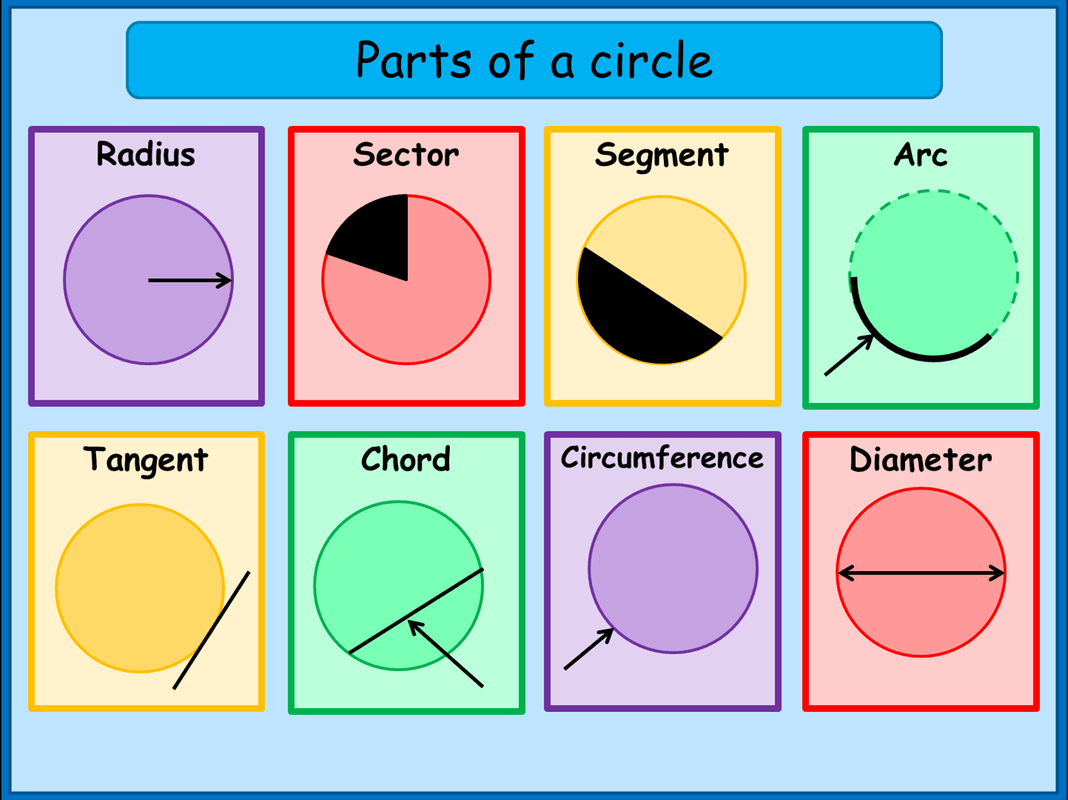 Parts of a circle
Radius
Sector
Segment
Arc
Tangent
Chord
Circumference
Diameter